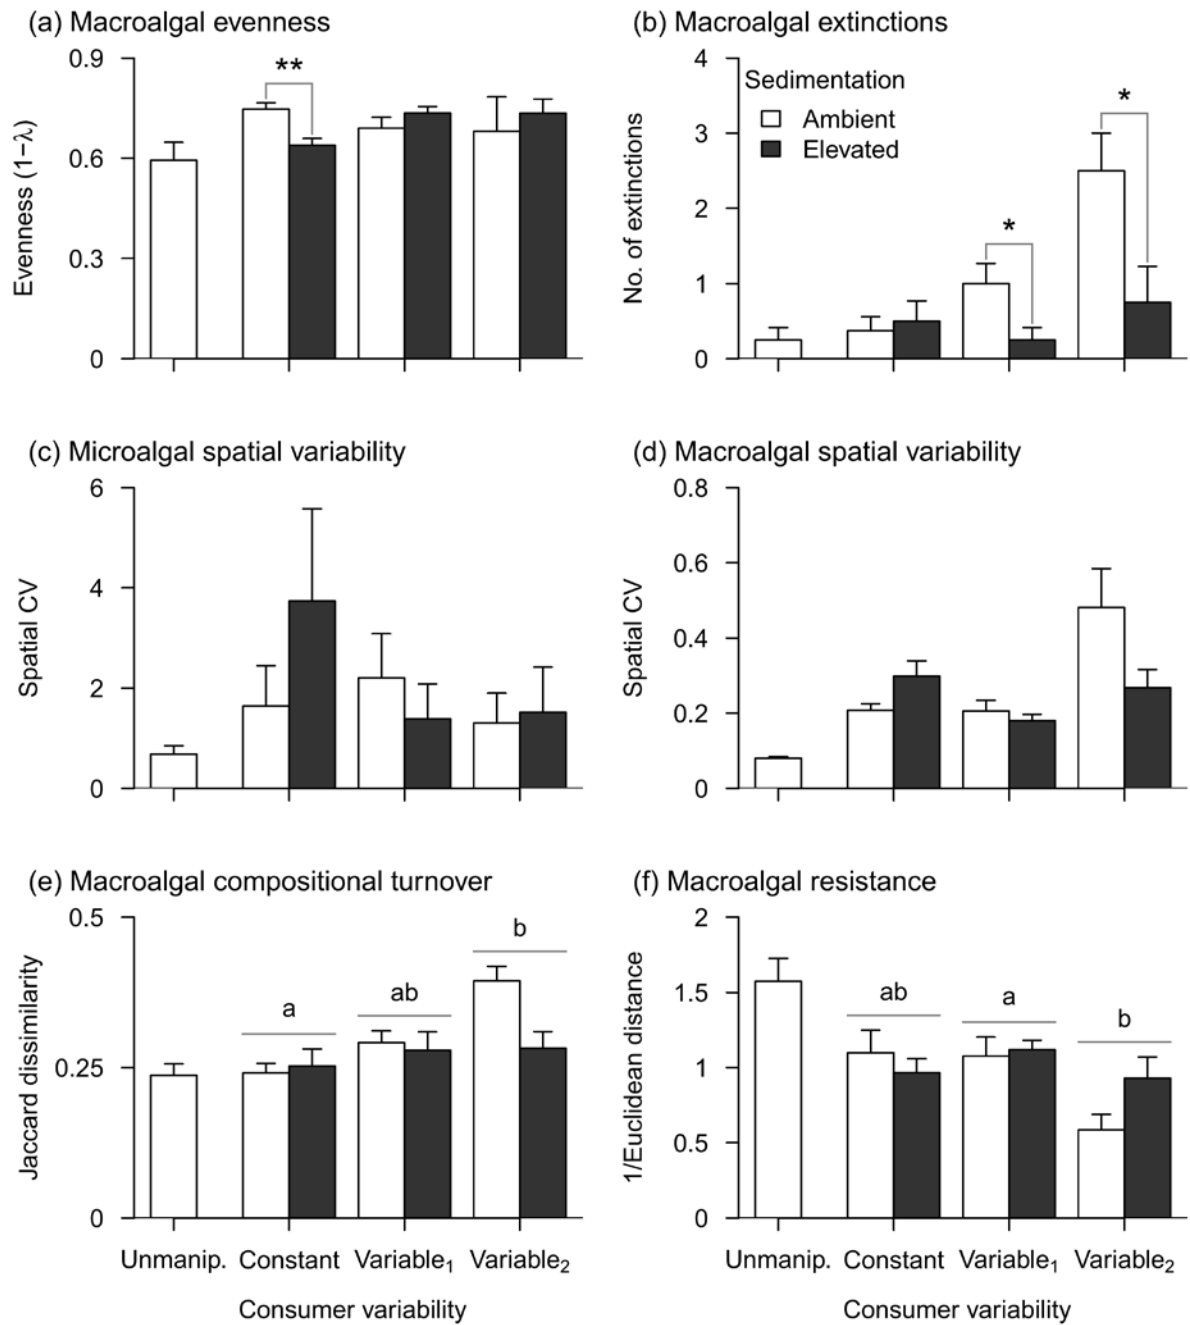 (a) Macroalgal evenness
Evenness (1−λ)
0.9
0.6
0.3
0
**
(b) Macroalgal extinctions
No. of extinctions
4
3
2
1
0
Sedimentation
Ambient
Elevated
*
*
(c) Microalgal spatial variability
Spatial CV
6
4
2
0
(d) Macroalgal spatial variability
Spatial CV
0.8
0.6
0.4
0.2
0
(e) Macroalgal compositional turnover
Jaccard dissimilarity
0.5
0.25
0
a
ab
b
Unmanip. Constant Variable₁ Variable₂
Consumer variability
(f) Macroalgal resistance
1/Euclidean distance
2
1.5
1
0.5
0
ab
a
b
Unmanip. Constant Variable₁ Variable₂
Consumer variability